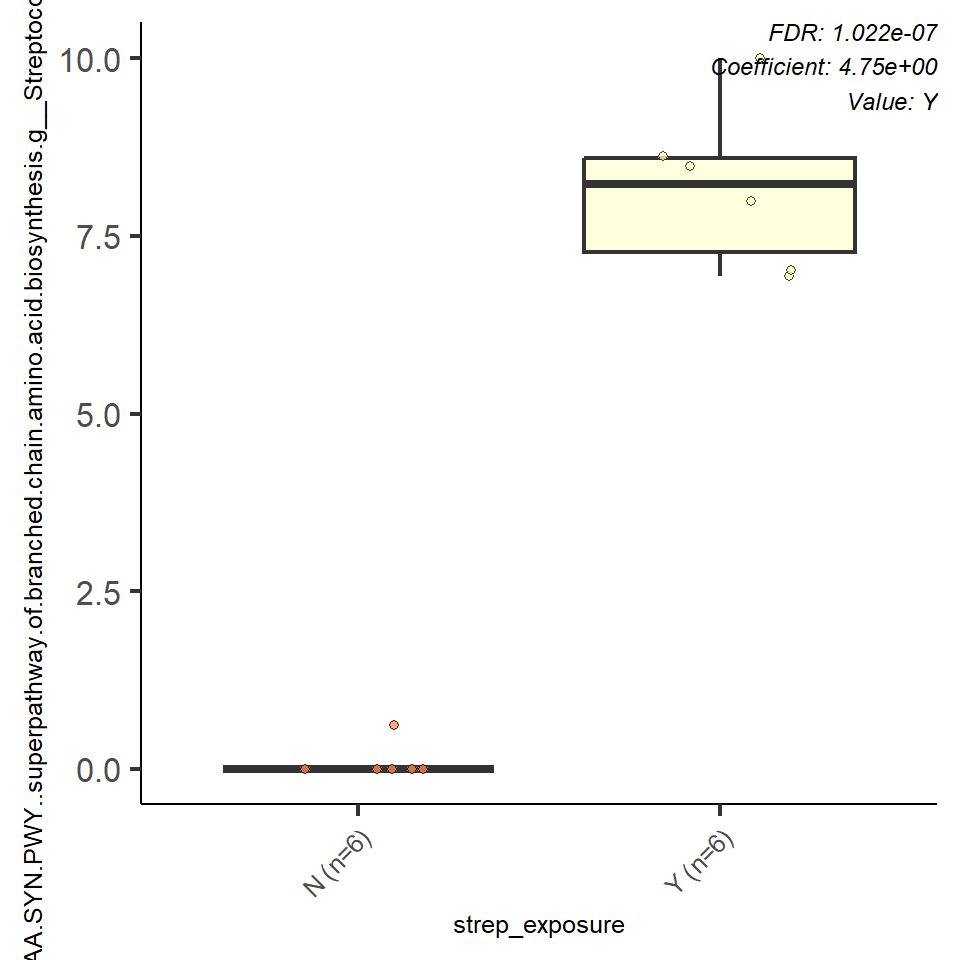 FDR: 1.022e-07
Coefficient: 4.75e+00
Value: Y
10.0
7.5
5.0
2.5
0.0
AA.SYN.PWY..superpathway.of.branched.chain.amino.acid.biosynthesis.g__Streptoco
N (n=6)
Y (n=6)
strep_exposure